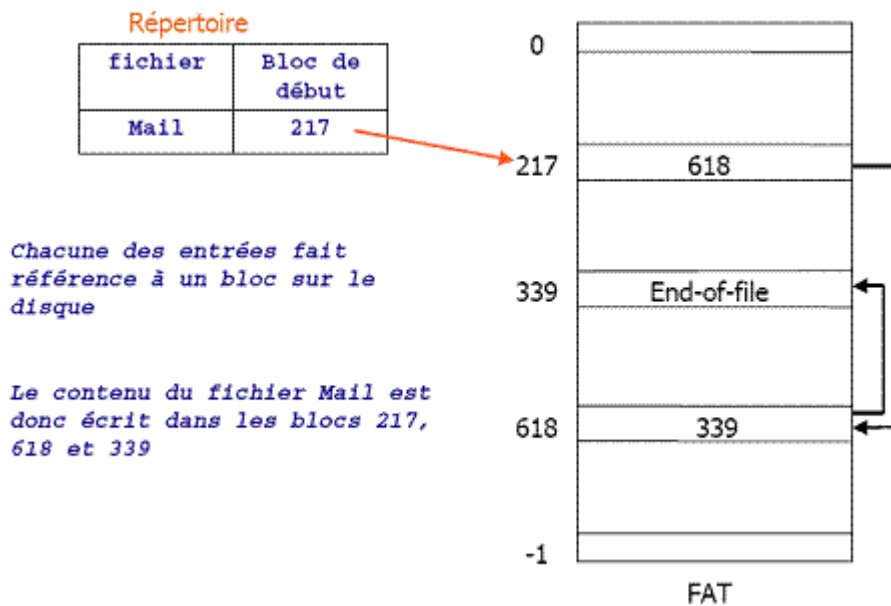 Répertoire
fichier
Bloc de
début
Mail
217
Chacune des entrées fait
référence à un bloc sur le
disque
Le contenu du fichier Mail est
donc écrit dans les blocs 217,
618 et 339
0
217
618
339
End-of-file
618
339
-1
FAT